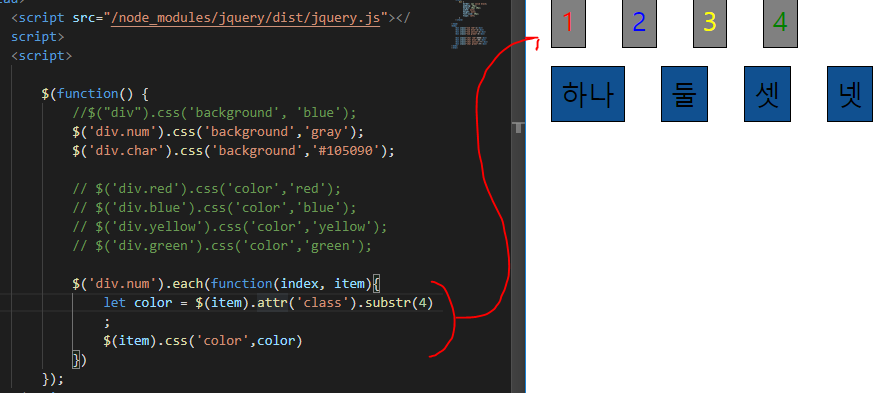 <script src="/node_modules/jquery/dist/jquery.js"></
script>
<script>
$(function() {
//$("div").css('background', 'blue');
$('div.num').css('background','gray');
$('div.char').css('background','#105090');
// $('div.red').css('color','red');
// $('div.blue').css('color','blue');
// $('div.yellow').css('color','yellow');
// $('div.green').css('color','green');
$('div.num').each(function(index, item){
let color = $(item).attr('class').substr(4)
;
$(item).css('color',color)
})
});
1 2 3 4
하나 둘 셋 넷